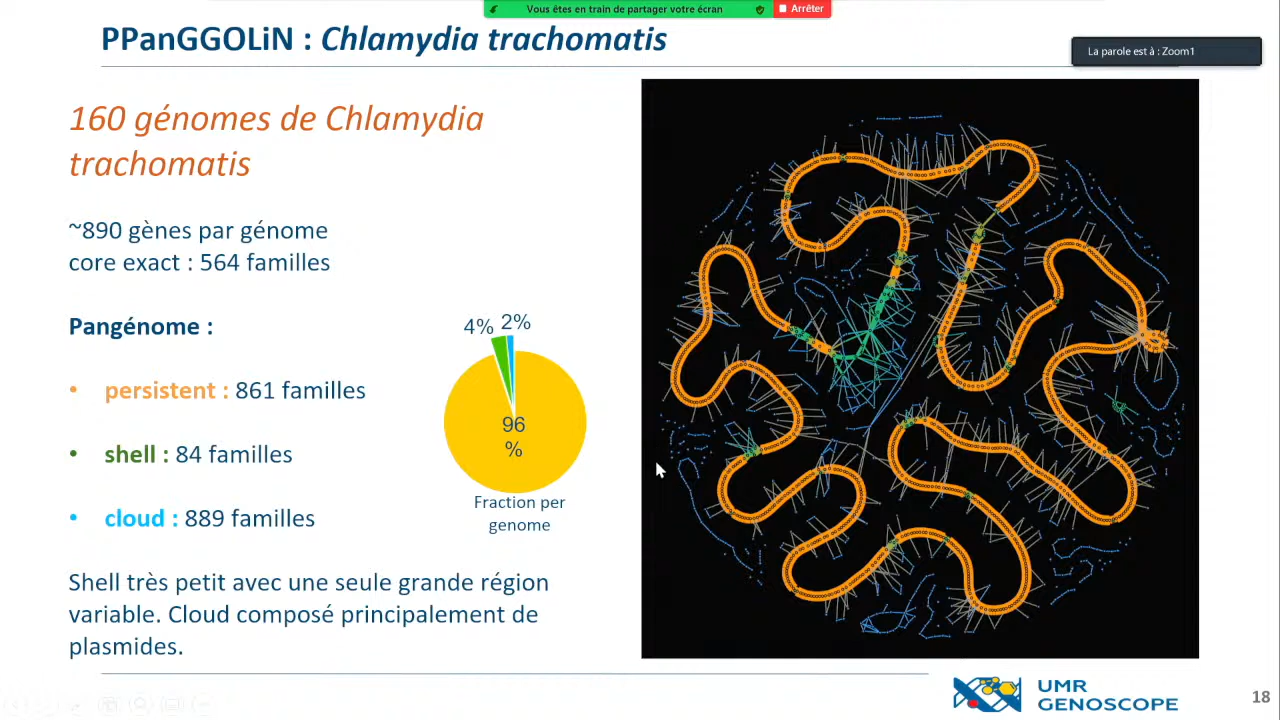 Vous êtes en train de partager votre écran
Arrêter
PPanGGOLiN : Chlamydia trachomatis
La parole est à : Zoom1
160 génomes de Chlamydia
trachomatis
~890 gènes par génome
core exact : 564 familles
Pangénome :
• persistent : 861 familles
• shell : 84 familles
• cloud : 889 familles
4% 2%
96
%
Fraction per
genome
Shell très petit avec une seule grande région
variable. Cloud composé principalement de
plasmides.
UMR
GENOSCOPE
18